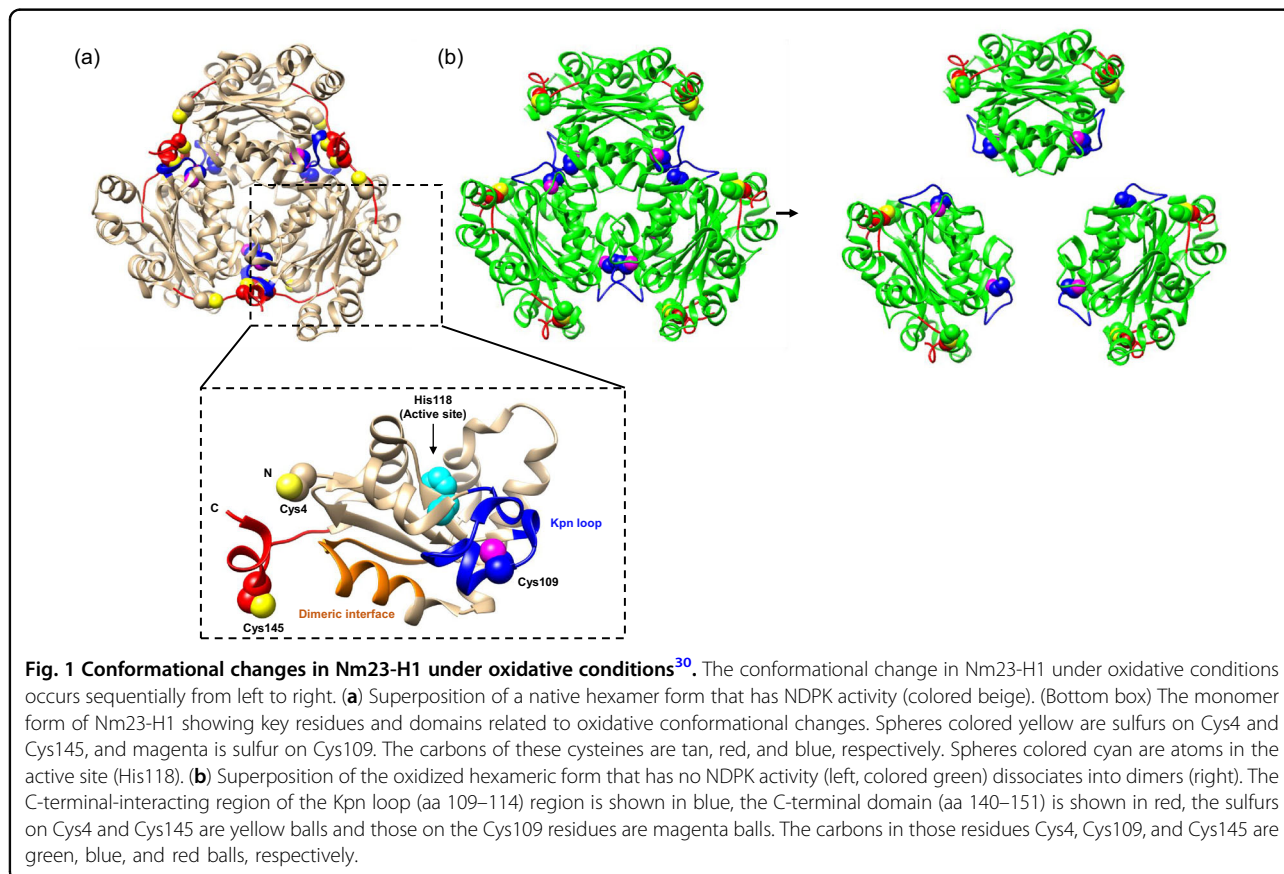 (a)
(b)
His118
(Active site)
N
Cys4
C
Kpn loop
Cys109
Dimeric interface
Cys145
Fig. 1 Conformational changes in Nm23-H1 under oxidative conditions30. The conformational change in Nm23-H1 under oxidative conditions
occurs sequentially from left to right. (a) Superposition of a native hexamer form that has NDPK activity (colored beige). (Bottom box) The monomer
form of Nm23-H1 showing key residues and domains related to oxidative conformational changes. Spheres colored yellow are sulfurs on Cys4 and
Cys145, and magenta is sulfur on Cys109. The carbons of these cysteines are tan, red, and blue, respectively. Spheres colored cyan are atoms in the
active site (His118). (b) Superposition of the oxidized hexameric form that has no NDPK activity (left, colored green) dissociates into dimers (right). The
C-terminal-interacting region of the Kpn loop (aa 109–114) region is shown in blue, the C-terminal domain (aa 140–151) is shown in red, the sulfurs
on Cys4 and Cys145 are yellow balls and those on the Cys109 residues are magenta balls. The carbons in those residues Cys4, Cys109, and Cys145 are
green, blue, and red balls, respectively.